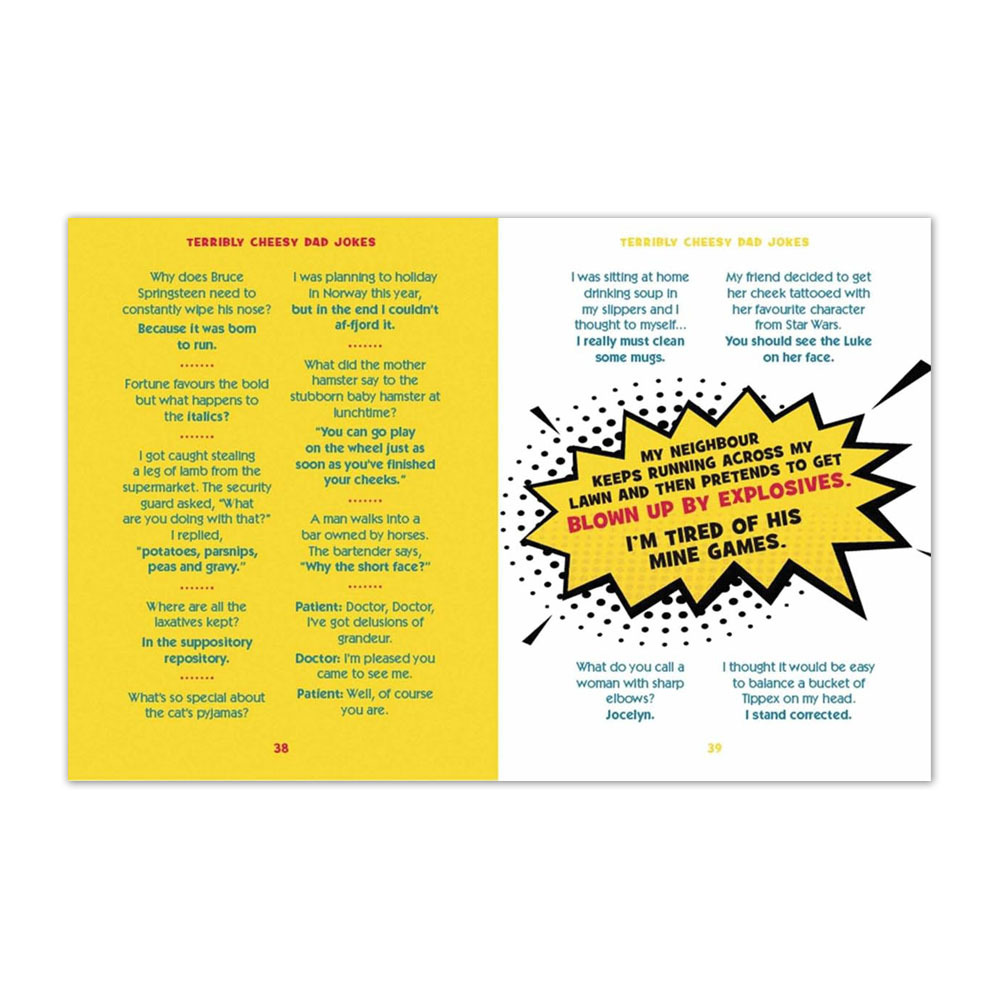 TERRIBLY CHEESY DAD JOKES
Why does Bruce
Springsteen need to
constantly wipe his nose?
Because it was born
to run.
Fortune favours the bold
but what happens to
the italics?
I got caught stealing
a leg of lamb from the
supermarket. The security
guard asked, "What
are you doing with that?"
I replied,
"potatoes, parsnips,
peas and gravy."
Where are all the
laxatives kept?
In the suppository
repository.
What's so special about
the cat's pyjamas?
I was planning to holiday
in Norway this year,
but in the end I couldn't
af-fjord it.
What did the mother
hamster say to the
stubborn baby hamster at
lunchtime?
"You can go play
on the wheel just as
soon as you've finished
your cheeks."
A man walks into a
bar owned by horses.
The bartender says,
"Why the short face?"
Patient: Doctor, Doctor,
I've got delusions of
grandeur.
Doctor: I'm pleased you
came to see me.
Patient: Well, of course
you are.
38
TERRIBLY CHEESY DAD JOKES
I was sitting at home
drinking soup in
my slippers and I
thought to myself...
I really must clean
some mugs.
My friend decided to get
her cheek tattooed with
her favourite character
from Star Wars.
You should see the Luke
on her face.
MY NEIGHBOUR
KEEPS RUNNING ACROSS MY
LAWN AND THEN PRETENDS TO GET
BLOWN UP BY EXPLOSIVES.
I'M TIRED OF HIS
MINE GAMES.
What do you call a
woman with sharp
elbows?
Jocelyn.
I thought it would be easy
to balance a bucket of
Tippex on my head.
I stand corrected.
39